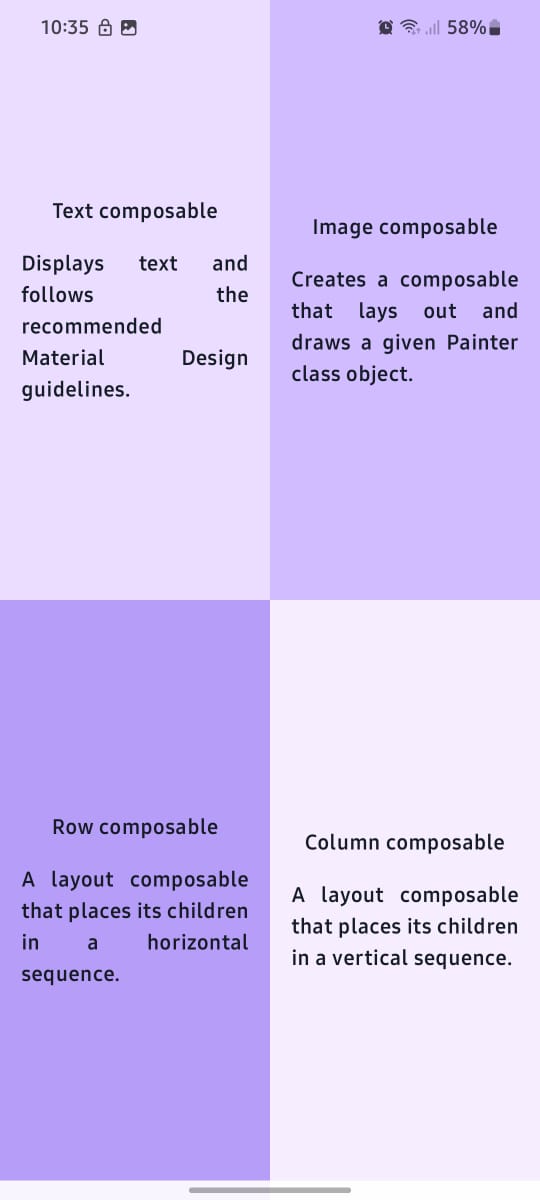 10:35
58%
Text composable
Displays text and
follows the
recommended
Material Design
guidelines.
Image composable
Creates a composable
that lays out and
draws a given Painter
class object.
Row composable
A layout composable
that places its children
in a horizontal
sequence.
Column composable
A layout composable
that places its children
in a vertical sequence.